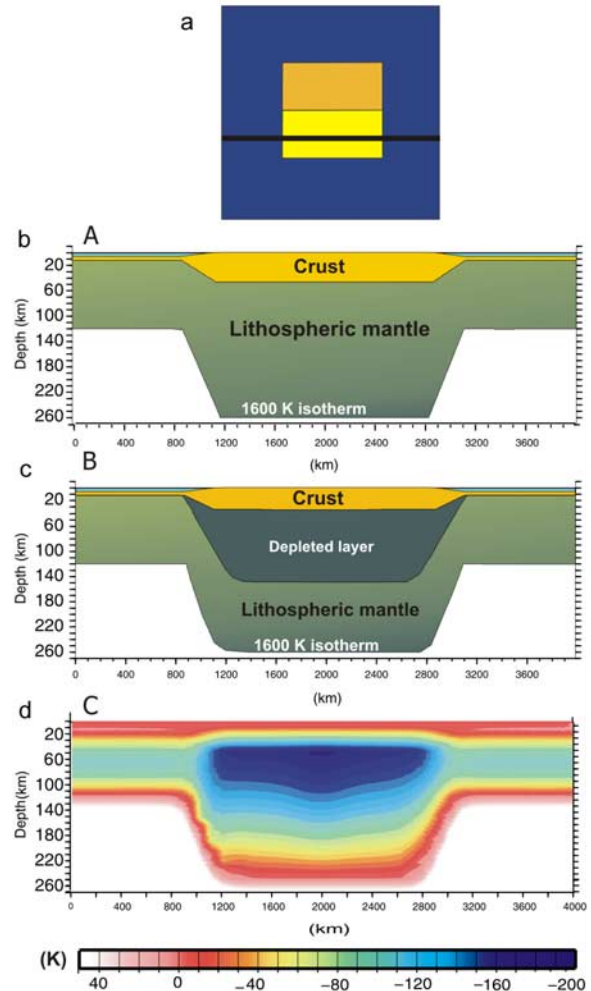 a
b A
20
60
100
140
180
220
260
Depth (km)
Crust
Lithospheric mantle
1600 K isotherm
0 400 800 1200 1600 2000 2400 2800 3200 3600
(km)
c B
20
60
100
140
180
220
260
Depth (km)
Crust
Depleted layer
Lithospheric mantle
1600 K isotherm
0 400 800 1200 1600 2000 2400 2800 3200 3600
(km)
d C
20
60
100
140
180
220
260
Depth(km)
0 400 800 1200 1600 2000 2400 2800 3200 3600 4000
(km)
(K)
40 0 −40 −80 −120 −160 −200